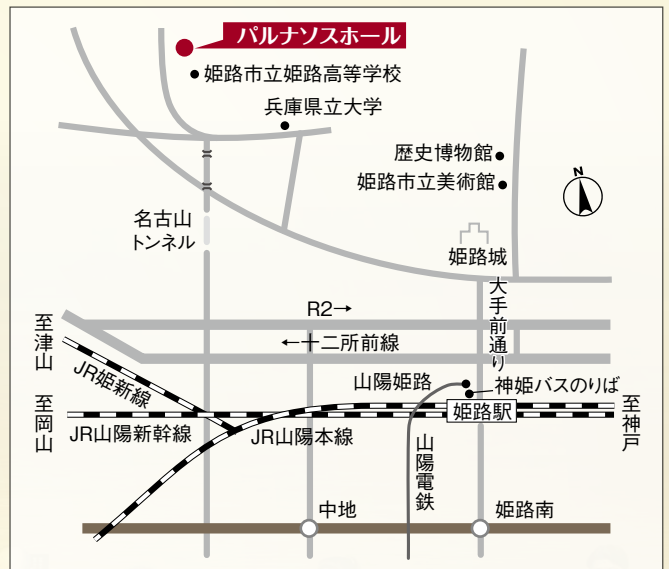 パルナソスホール
姫路市立姫路高等学校
兵庫県立大学
歴史博物館
姫路市立美術館
N
名古山
トンネル
姫路城
大手前通り
R2→
←十二所前線
至津山
JR姫新線
山陽姫路
神姫バスのりば
至岡山
姫路駅
至神戸
JR山陽新幹線
JR山陽本線
山陽電鉄
中地
姫路南